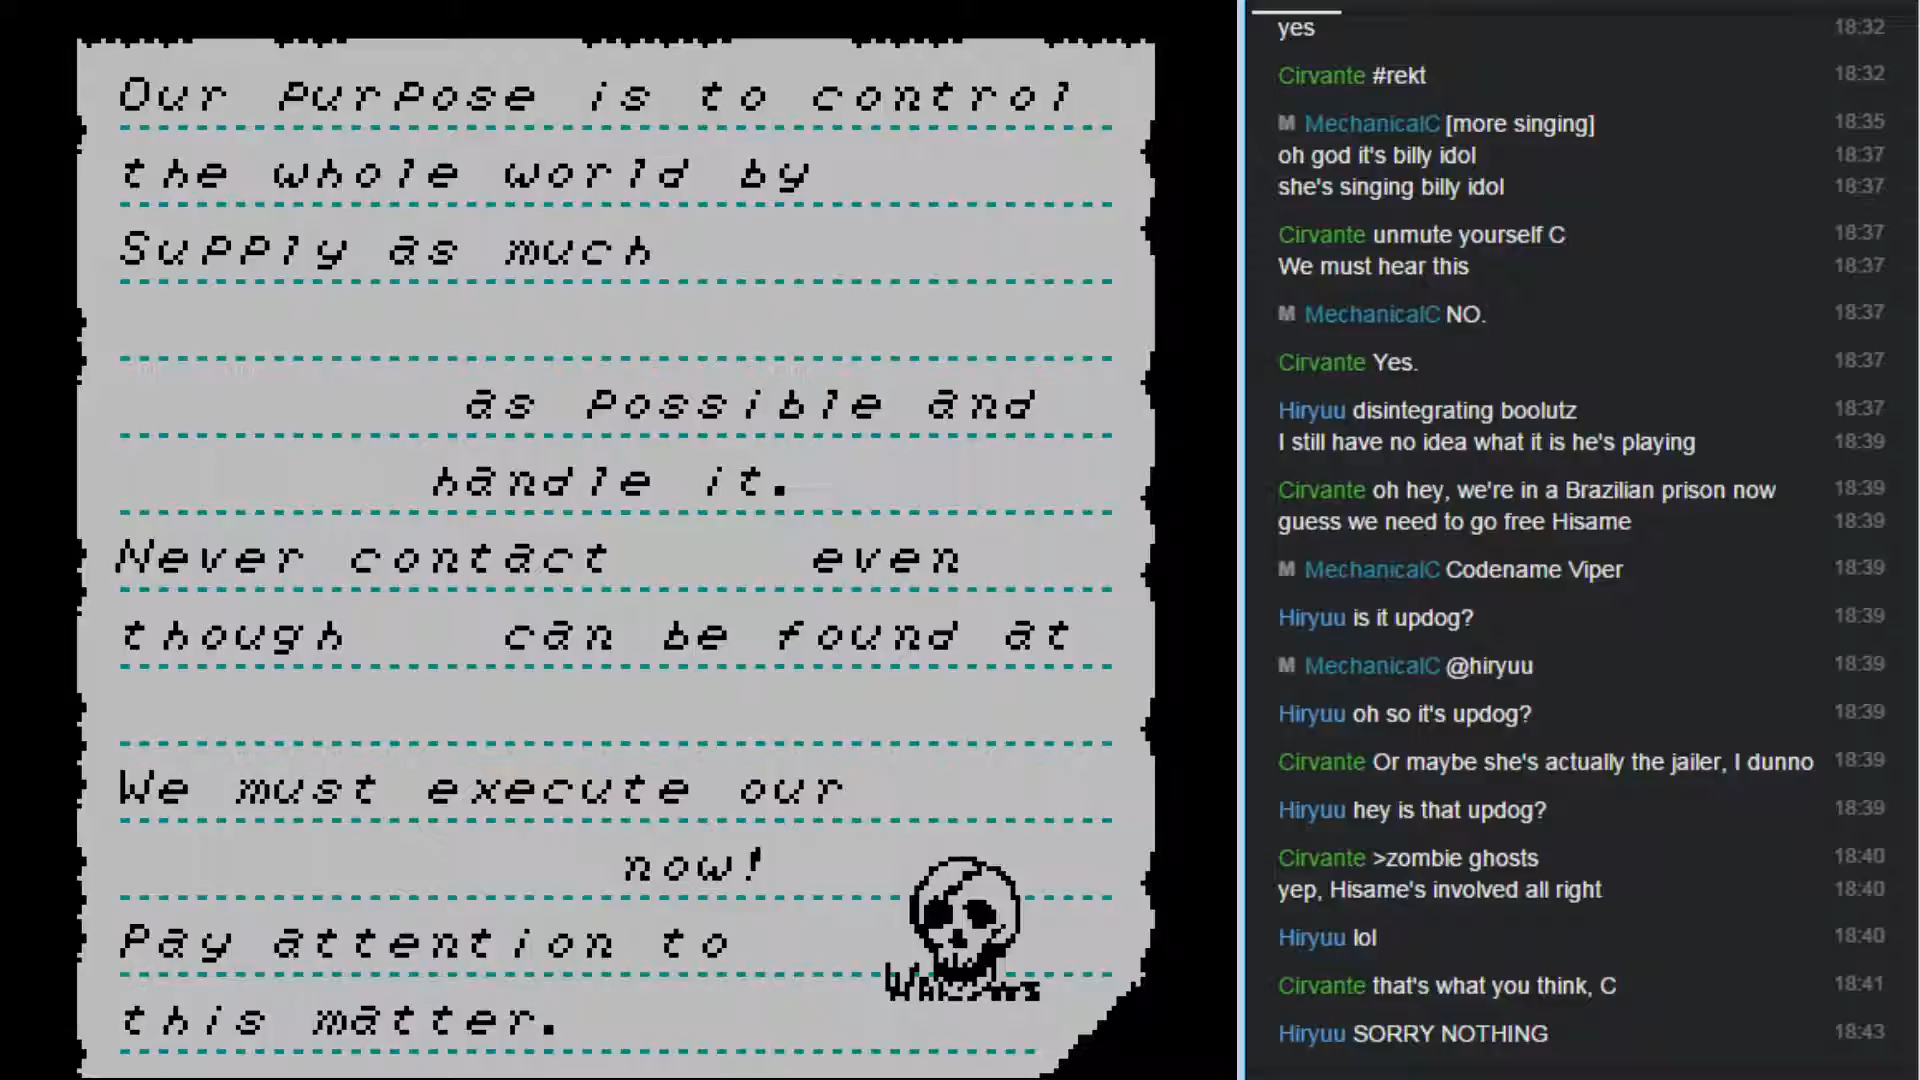 Our purpose is to control
the whole world by
Supply as much
as possible and
handle it.
Never contact even
though can be found at
We must execute our
now!
Pay attention to
this matter.
yes 18:32
Cirvante #rekt 18:32
M MechanicalC [more singing] 18:35
oh god it's billy idol 18:37
she's singing billy idol 18:37
Cirvante unmute yourself C 18:37
We must hear this 18:37
M MechanicalC NO. 18:37
Cirvante Yes. 18:37
Hiryuu disintegrating boolutz 18:37
I still have no idea what it is he's playing 18:39
Cirvante oh hey, we're in a Brazilian prison now 18:39
guess we need to go free Hisame 18:39
M MechanicalC Codename Viper 18:39
Hiryuu is it updog? 18:39
M MechanicalC @hiryuu 18:39
Hiryuu oh so it's updog? 18:39
Cirvante Or maybe she's actually the jailer, I dunno 18:39
Hiryuu hey is that updog? 18:39
Cirvante >zombie ghosts 18:40
yep, Hisame's involved all right 18:40
Hiryuu lol 18:40
Cirvante that's what you think, C 18:41
Hiryuu SORRY NOTHING 18:43